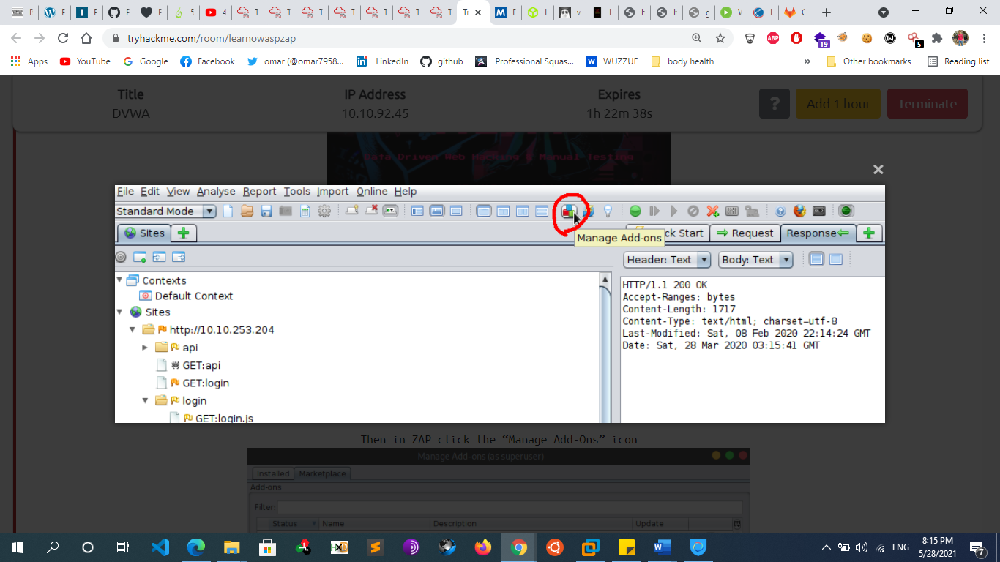 E P P P 5 4 T T T T T T T Tr D H v L H H g V H C
tryhackme.com/room/learnowaspzap
ABP 19 5
Apps YouTube Google Facebook omar (@omar7958... LinkedIn github Professional Squas... WUZZUF body health » Other bookmarks Reading list
Title IP Address Expires
DVWA 10.10.92.45 1h 22m 38s ? Add 1 hour Terminate
Data Driven Web Hacking & Manual Testing
File Edit View Analyse Report Tools Import Online Help
Standard Mode
Sites ck Start Request Response
Manage Add-ons
Header: Text Body: Text
Contexts
Default Context
Sites
http://10.10.253.204
api
GET:api
GET:login
login
GET:login.js
HTTP/1.1 200 OK
Accept-Ranges: bytes
Content-Length: 1717
Content-Type: text/html; charset=utf-8
Last-Modified: Sat, 08 Feb 2020 22:14:24 GMT
Date: Sat, 28 Mar 2020 03:15:41 GMT
Then in ZAP click the “Manage Add-Ons” icon
Manage Add-ons (as superuser)
Installed Marketplace
Add-ons
Filter:
Status Name Description Update
ENG 8:15 PM
5/28/2021 7